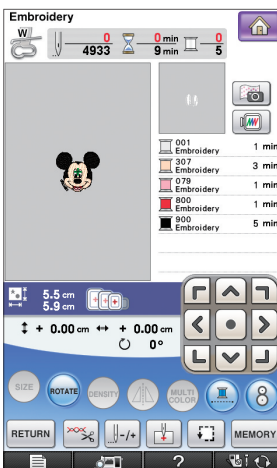 Embroidery
W
0 0 min 0
4933 9 min 5
001 Embroidery 1 min
307 Embroidery 3 min
079 Embroidery 1 min
800 Embroidery 1 min
900 Embroidery 5 min
5.5 cm
5.9 cm
+ 0.00 cm + 0.00 cm
0°
SIZE ROTATE DENSITY MULTI COLOR
RETURN -/+ MEMORY
?